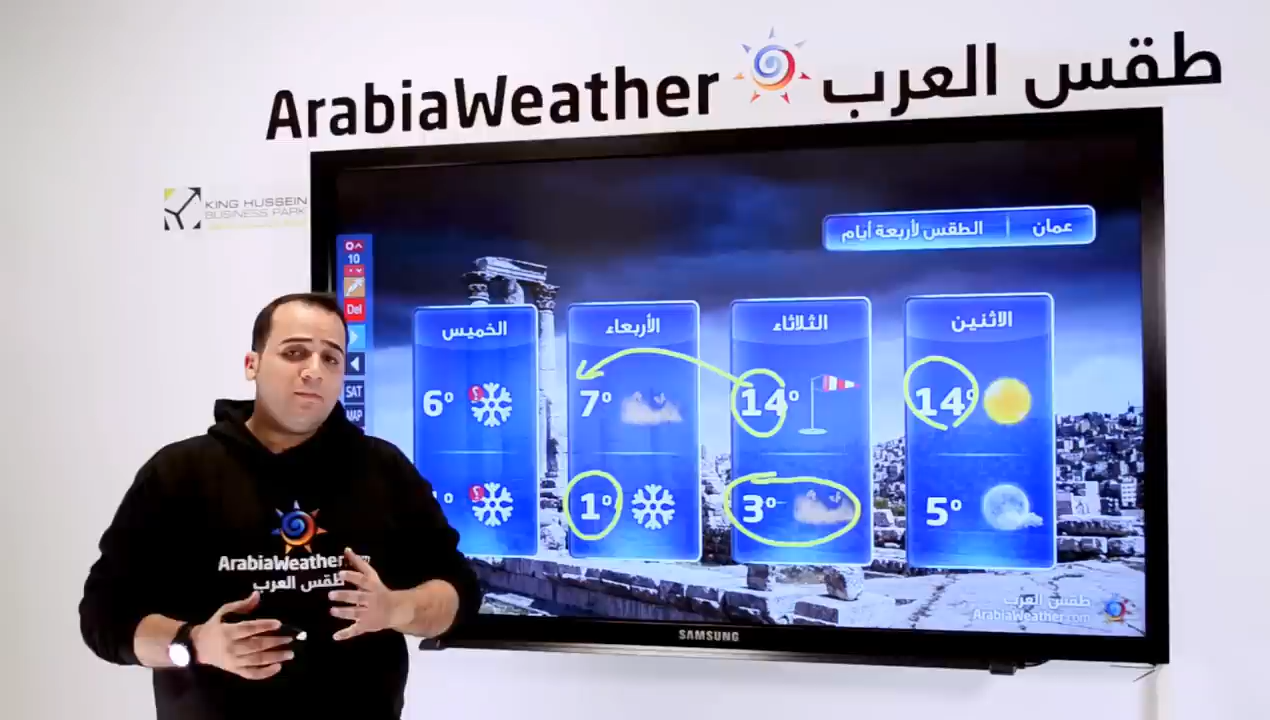 ArabiaWeather طقس العرب
KING HUSSEIN
BUSINESS PARK
عمان | الطقس لأربعة أيام
10
Del
SAT
MAP
الاثنين
14°
5°
الثلاثاء
14°
3°
الأربعاء
7°
1°
الخميس
6°
طقس العرب
ArabiaWeather.com
SAMSUNG
ArabiaWeather.com
طقس العرب